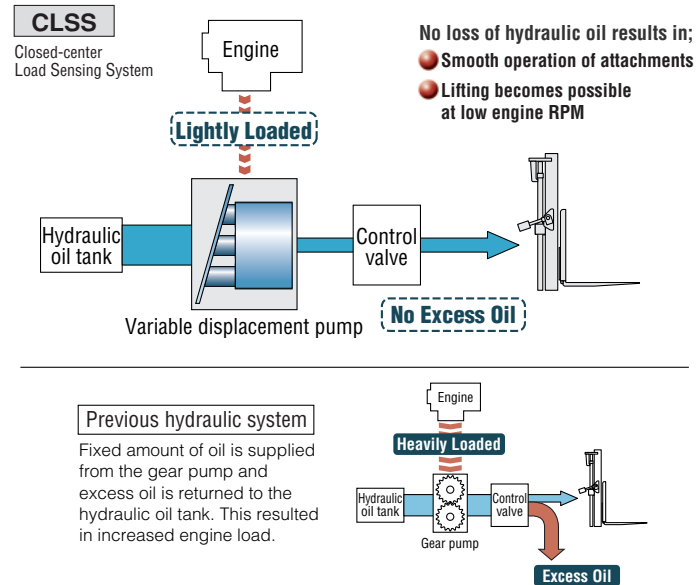 CLSS
Closed-center
Load Sensing System
Engine
No loss of hydraulic oil results in;
Smooth operation of attachments
Lifting becomes possible
at low engine RPM
Lightly Loaded
Hydraulic
oil tank
Control
valve
No Excess Oil
Variable displacement pump
Previous hydraulic system
Fixed amount of oil is supplied
from the gear pump and
excess oil is returned to the
hydraulic oil tank. This resulted
in increased engine load.
Engine
Heavily Loaded
Hydraulic
oil tank
Control
valve
Gear pump
Excess Oil